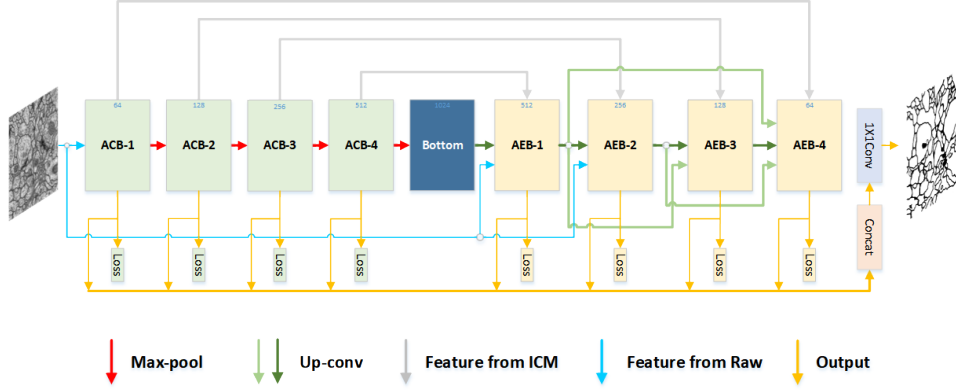 64
128
256
512
1024
512
256
128
64
ACB-1
ACB-2
ACB-3
ACB-4
Bottom
AEB-1
AEB-2
AEB-3
AEB-4
1X1Conv
Concat
Loss
Loss
Loss
Loss
Loss
Loss
Loss
Loss
Max-pool
Up-conv
Feature from ICM
Feature from Raw
Output